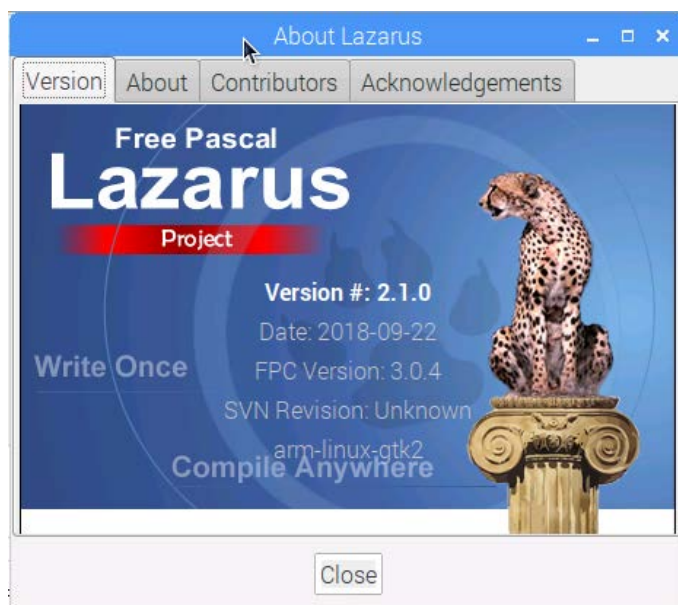 About Lazarus
Version About Contributors Acknowledgements
Free Pascal
Lazarus
Project
Version #: 2.1.0
Date: 2018-09-22
Write Once
FPC Version: 3.0.4
SVN Revision: Unknown
arm-linux-gtk2
Compile Anywhere
Close